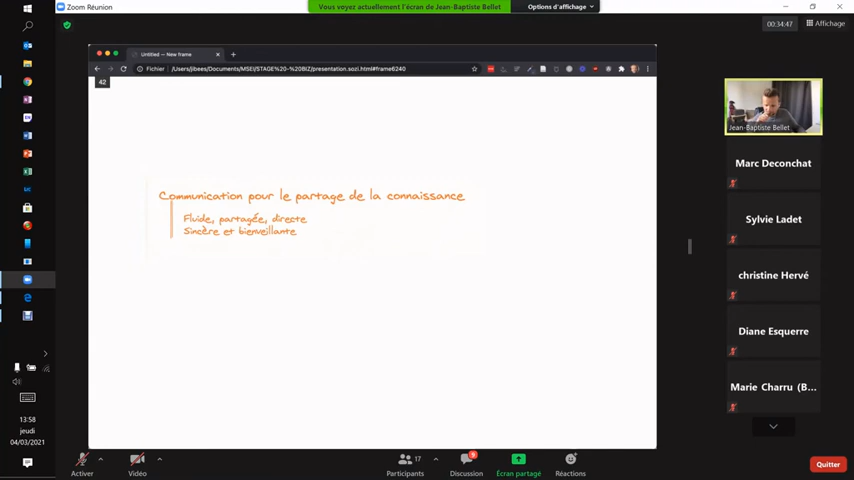 Zoom Réunion
Vous voyez actuellement l'écran de Jean-Baptiste Bellet
Options d'affichage
00:34:47
Affichage
Untitled — New frame
Fichier
/Users/jibees/Documents/MSEI/STAGE%20-%20BIZ/presentation.sozi.html#frame6240
42
Communication pour le partage de la connaissance
Fluide, partagée, directe
Sincère et bienveillante
Jean-Baptiste Bellet
Marc Deconchat
Sylvie Ladet
christine Hervé
Diane Esquerre
Marie Charru (B...
13:58
jeudi
04/03/2021
Activer
Vidéo
17
Participants
9
Discussion
Écran partagé
Réactions
Quitter